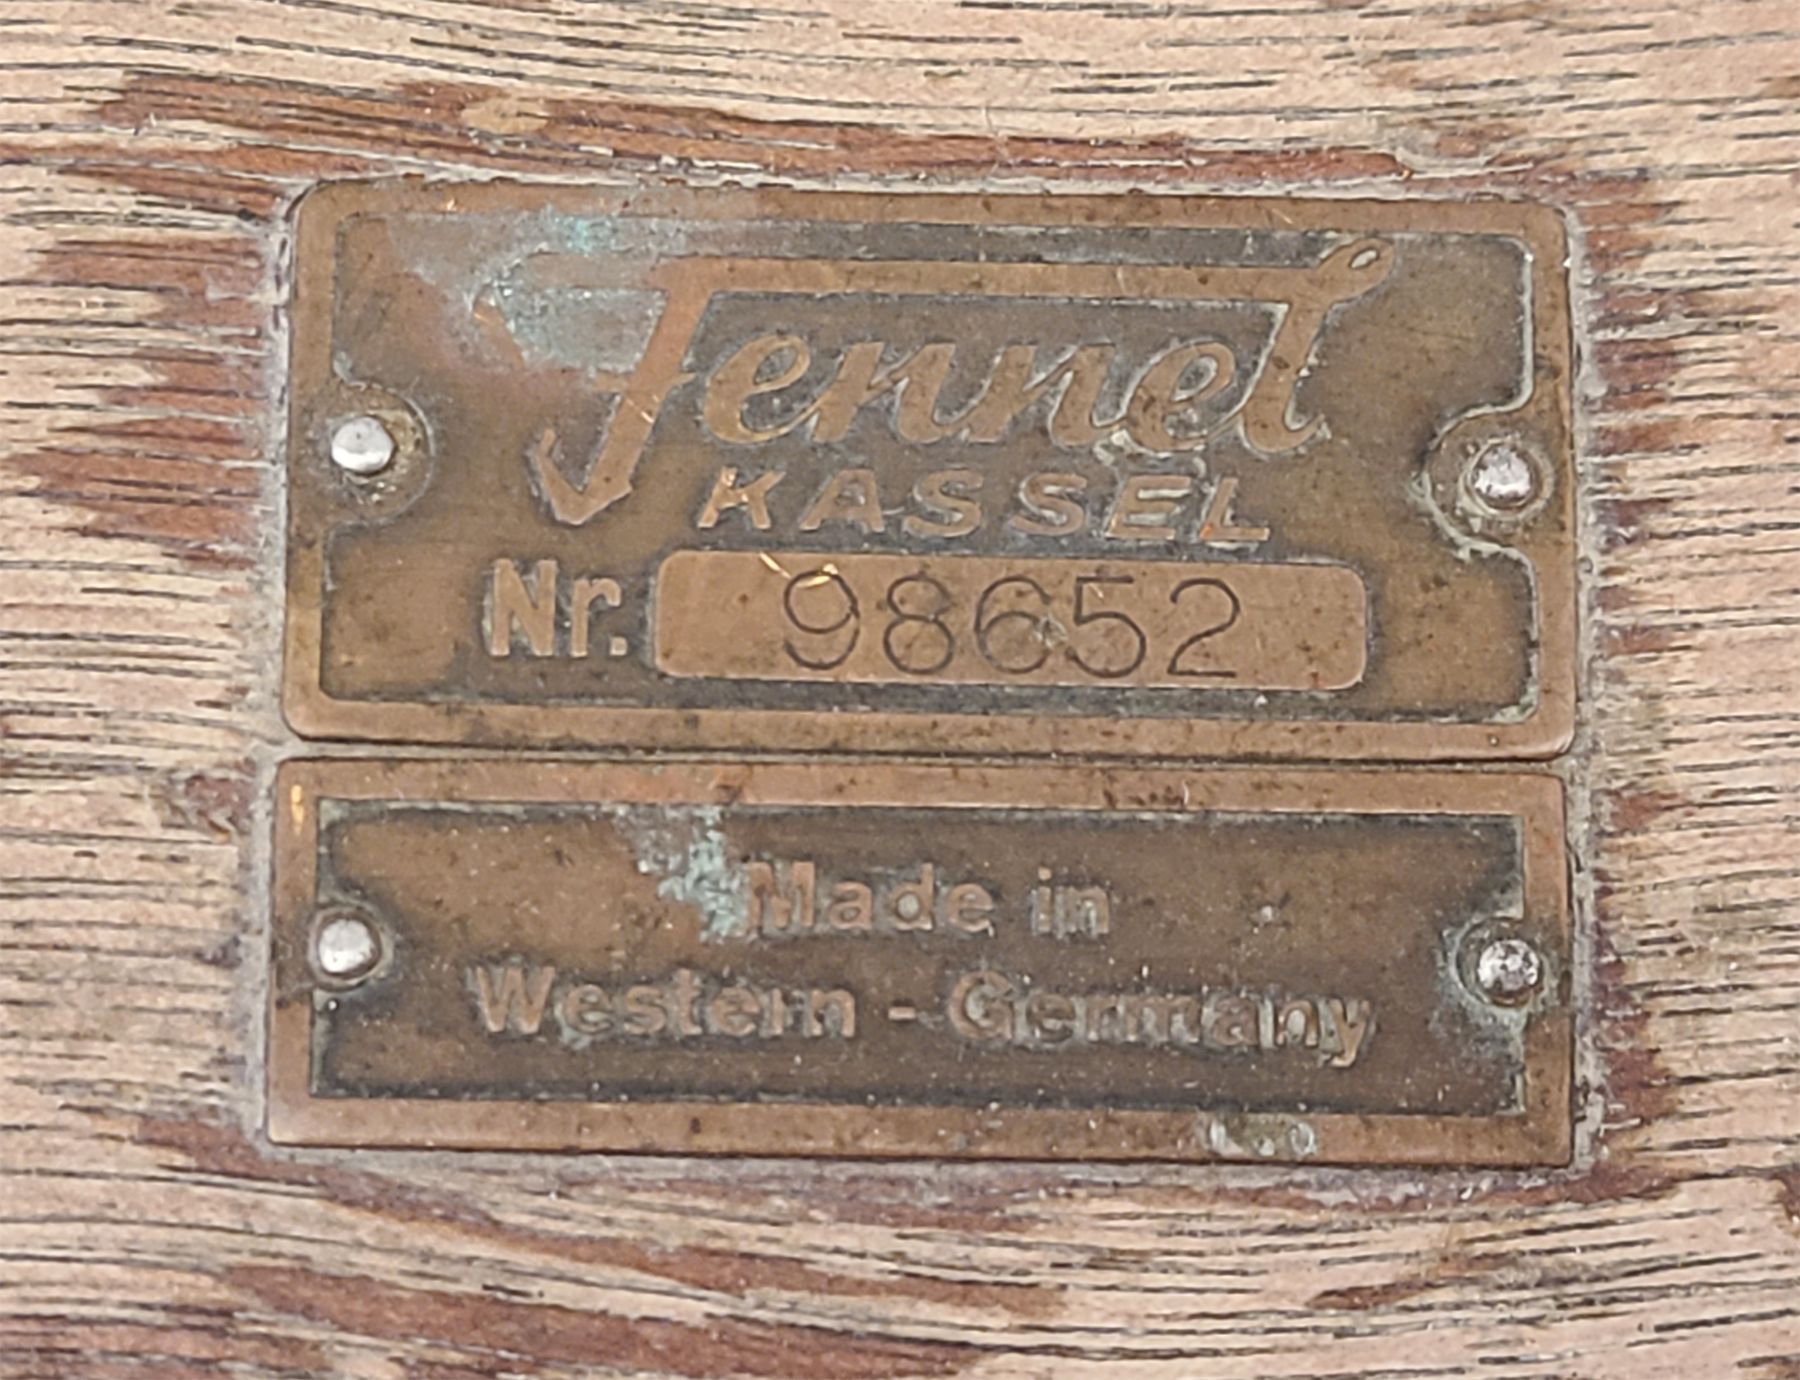 Fennel
KASSEL
Nr. 98652
Made in
Western - Germany